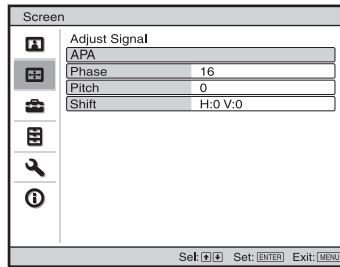 Screen
Adjust Signal
APA
Phase 16
Pitch 0
Shift H:0 V:0
Sel: Set: ENTER Exit: MENU